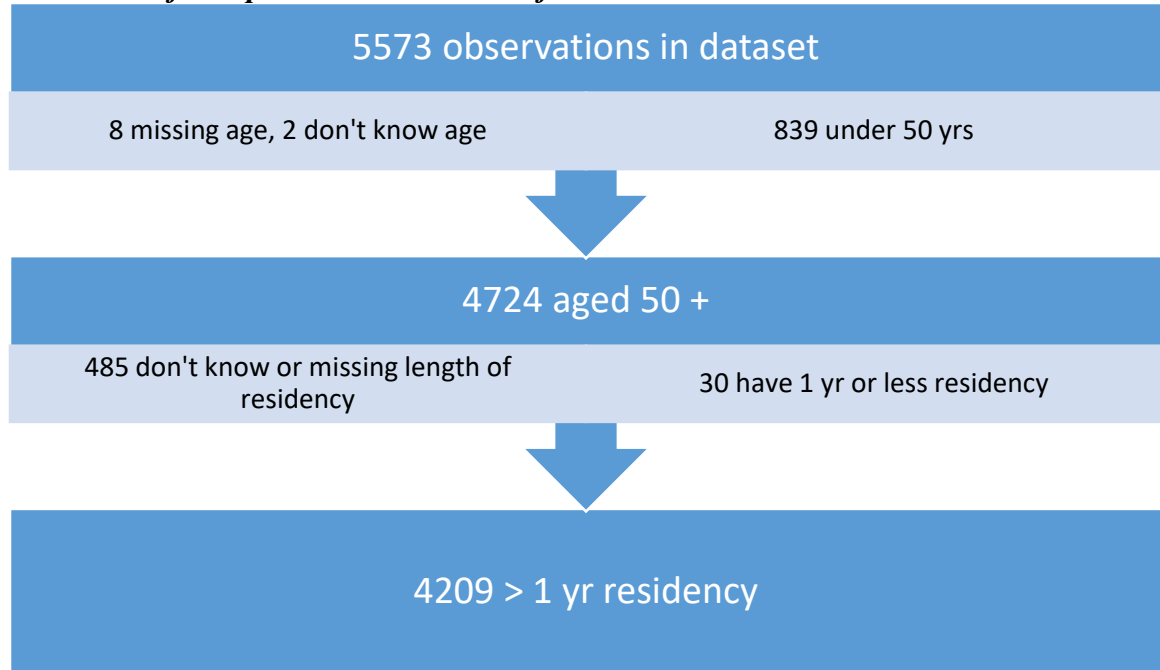 5573 observations in dataset
8 missing age, 2 don't know age
839 under 50 yrs
4724 aged 50 +
485 don't know or missing length of
residency
30 have 1 yr or less residency
4209 > 1 yr residency